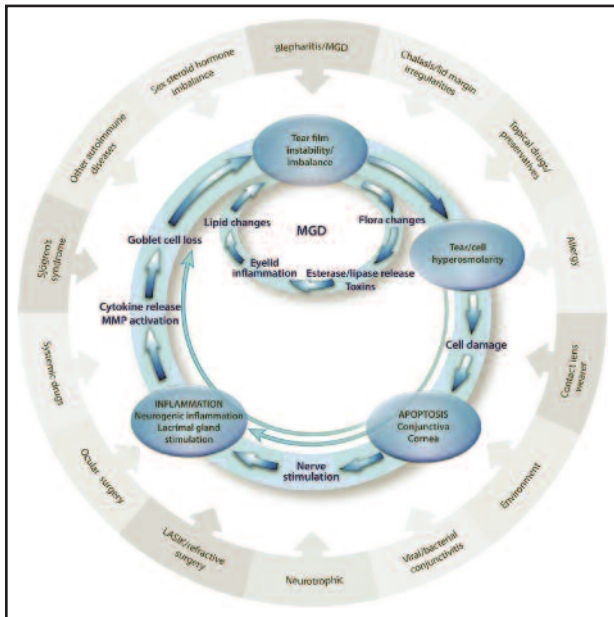 Blepharitis/MGD
Chalasis/lid margin
irregularities
Topical drugs/
preservatives
Allergy
Contact lens
wearer
Environment
Viral/bacterial
conjunctivitis
Neurotrophic
LASIK/refractive
surgery
Ocular surgery
Systemic drugs
Sjögren's
syndrome
Other autoimmune
diseases
Sex steroid hormone
imbalance
Tear film
instability/
imbalance
Tear/cell
hyperosmolarity
Cell damage
APOPTOSIS
Conjunctiva
Cornea
Nerve
stimulation
INFLAMMATION
Neurogenic inflammation
Lacrimal gland
stimulation
Cytokine release
MMP activation
Goblet cell loss
MGD
Flora changes
Esterase/lipase release
Toxins
Eyelid
inflammation
Lipid changes